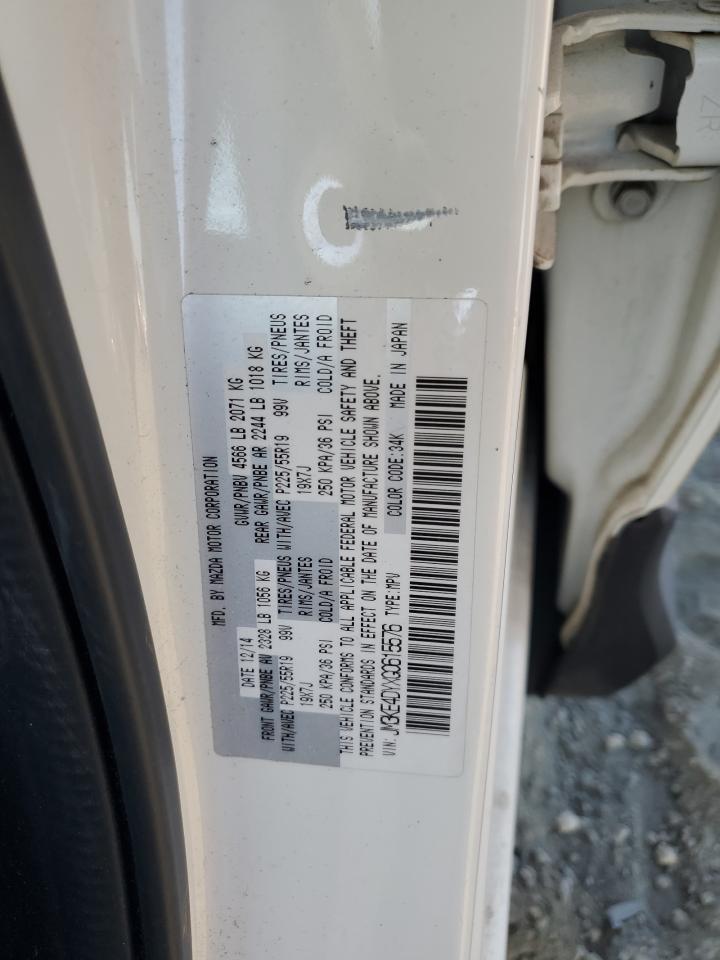 MFD. BY MAZDA MOTOR CORPORATION
DATE 12/14 GVWR/PNBV 4566 LB 2071 KG
FRONT GAWR/PNBE AV 2328 LB 1056 KG REAR GAWR/PNBE AR 2244 LB 1018 KG
WITH/AVEC P225/55R19 99V TIRES/PNEUS WITH/AVEC P225/55R19 99V TIRES/PNEUS
19X7J RIMS/JANTES 19X7J RIMS/JANTES
250 KPA/36 PSI COLD/A FROID 250 KPA/36 PSI COLD/A FROID
THIS VEHICLE CONFORMS TO ALL APPLICABLE FEDERAL MOTOR VEHICLE SAFETY AND THEFT
PREVENTION STANDARDS IN EFFECT ON THE DATE OF MANUFACTURE SHOWN ABOVE.
VIN: JM3KE4DYXG0615576 TYPE:MPV COLOR CODE:34K MADE IN JAPAN
ZR